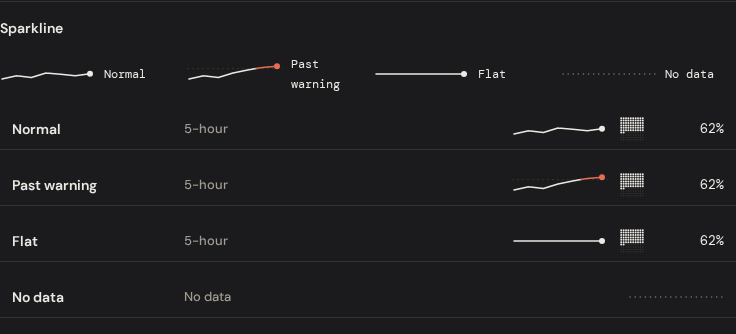 Sparkline
Normal
Past
warning
Flat
No data
Normal 5-hour 62%
Past warning 5-hour 62%
Flat 5-hour 62%
No data No data